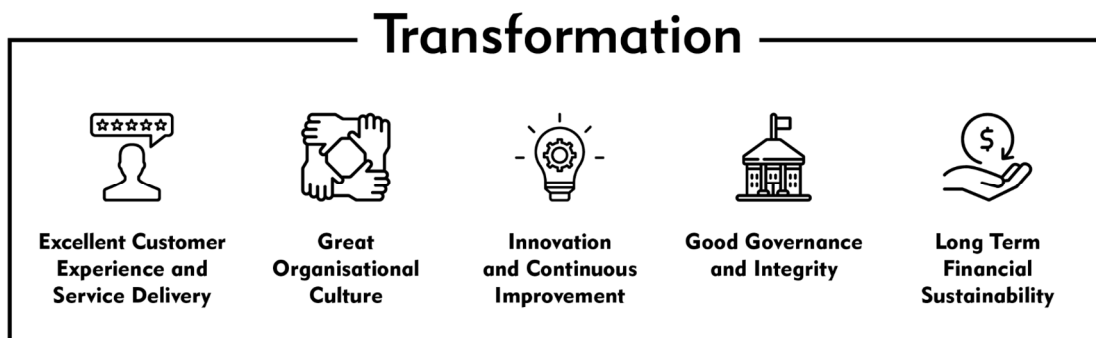 Transformation
Excellent Customer
Experience and
Service Delivery
Great
Organisational
Culture
Innovation
and Continuous
Improvement
Good Governance
and Integrity
Long Term
Financial
Sustainability
$